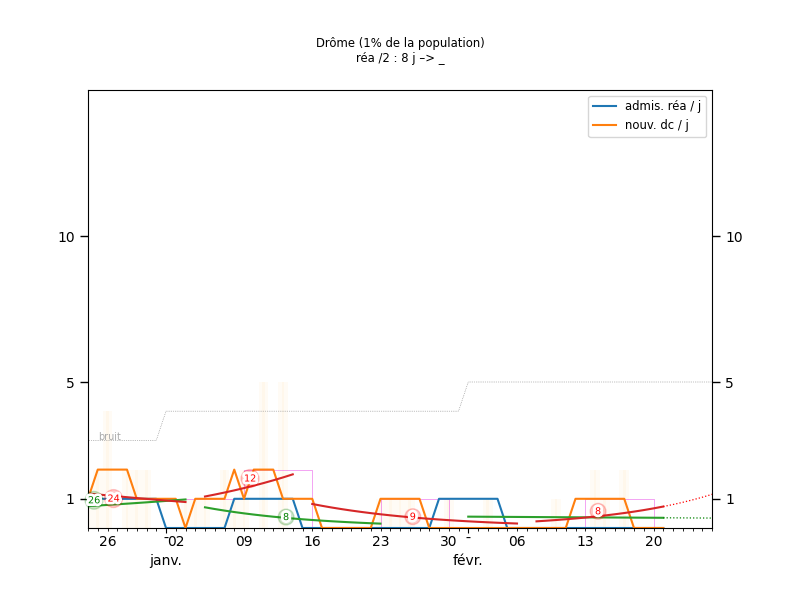 Drôme (1% de la population)
réa /2 : 8 j –> _
admis. réa / j
nouv. dc / j
10 10
5 5
bruit
12
26 24 1 1
8 9 8
26 02 09 16 23 30 06 13 20
janv. févr.